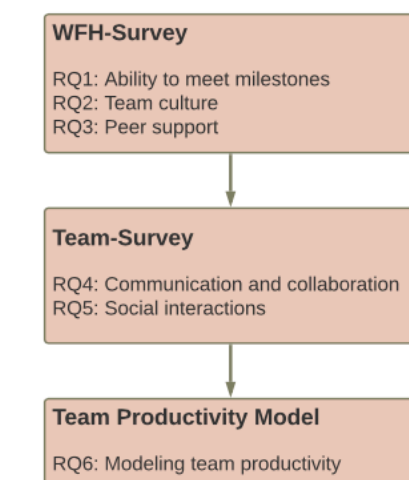 WFH-Survey
RQ1: Ability to meet milestones
RQ2: Team culture
RQ3: Peer support
Team-Survey
RQ4: Communication and collaboration
RQ5: Social interactions
Team Productivity Model
RQ6: Modeling team productivity